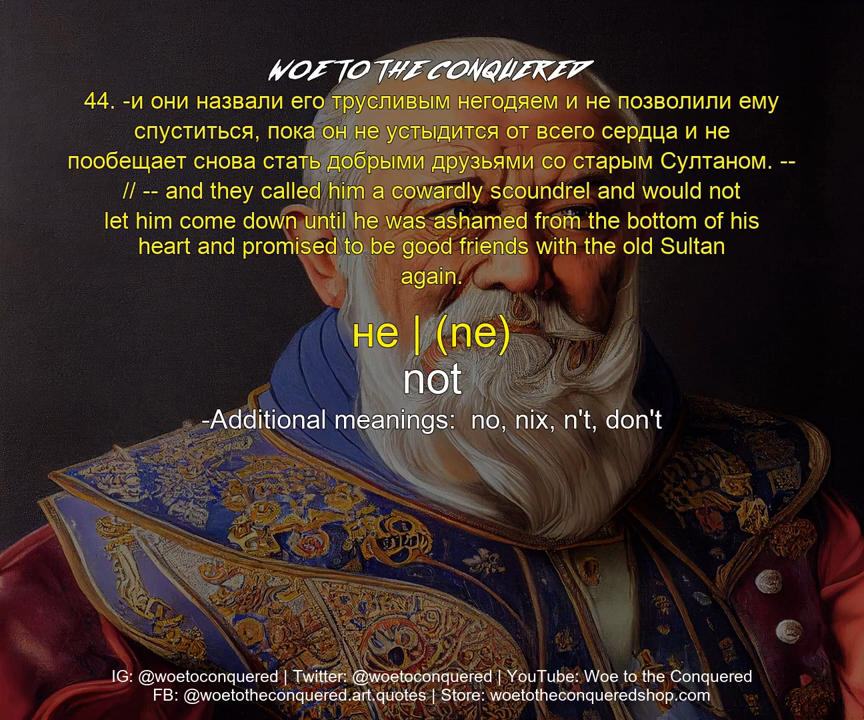 WOE TO THE CONQUERED
44. -и они назвали его трусливым негодяем и не позволили ему
спуститься, пока он не устыдится от всего сердца и не
пообещает снова стать добрыми друзьями со старым Султаном. --
// -- and they called him a cowardly scoundrel and would not
let him come down until he was ashamed from the bottom of his
heart and promised to be good friends with the old Sultan
again.
не | (ne)
not
-Additional meanings:  no, nix, n't, don't
IG: @woetoconquered | Twitter: @woetoconquered | YouTube: Woe to the Conquered
FB: @woetotheconquered.art.quotes | Store: woetotheconqueredshop.com